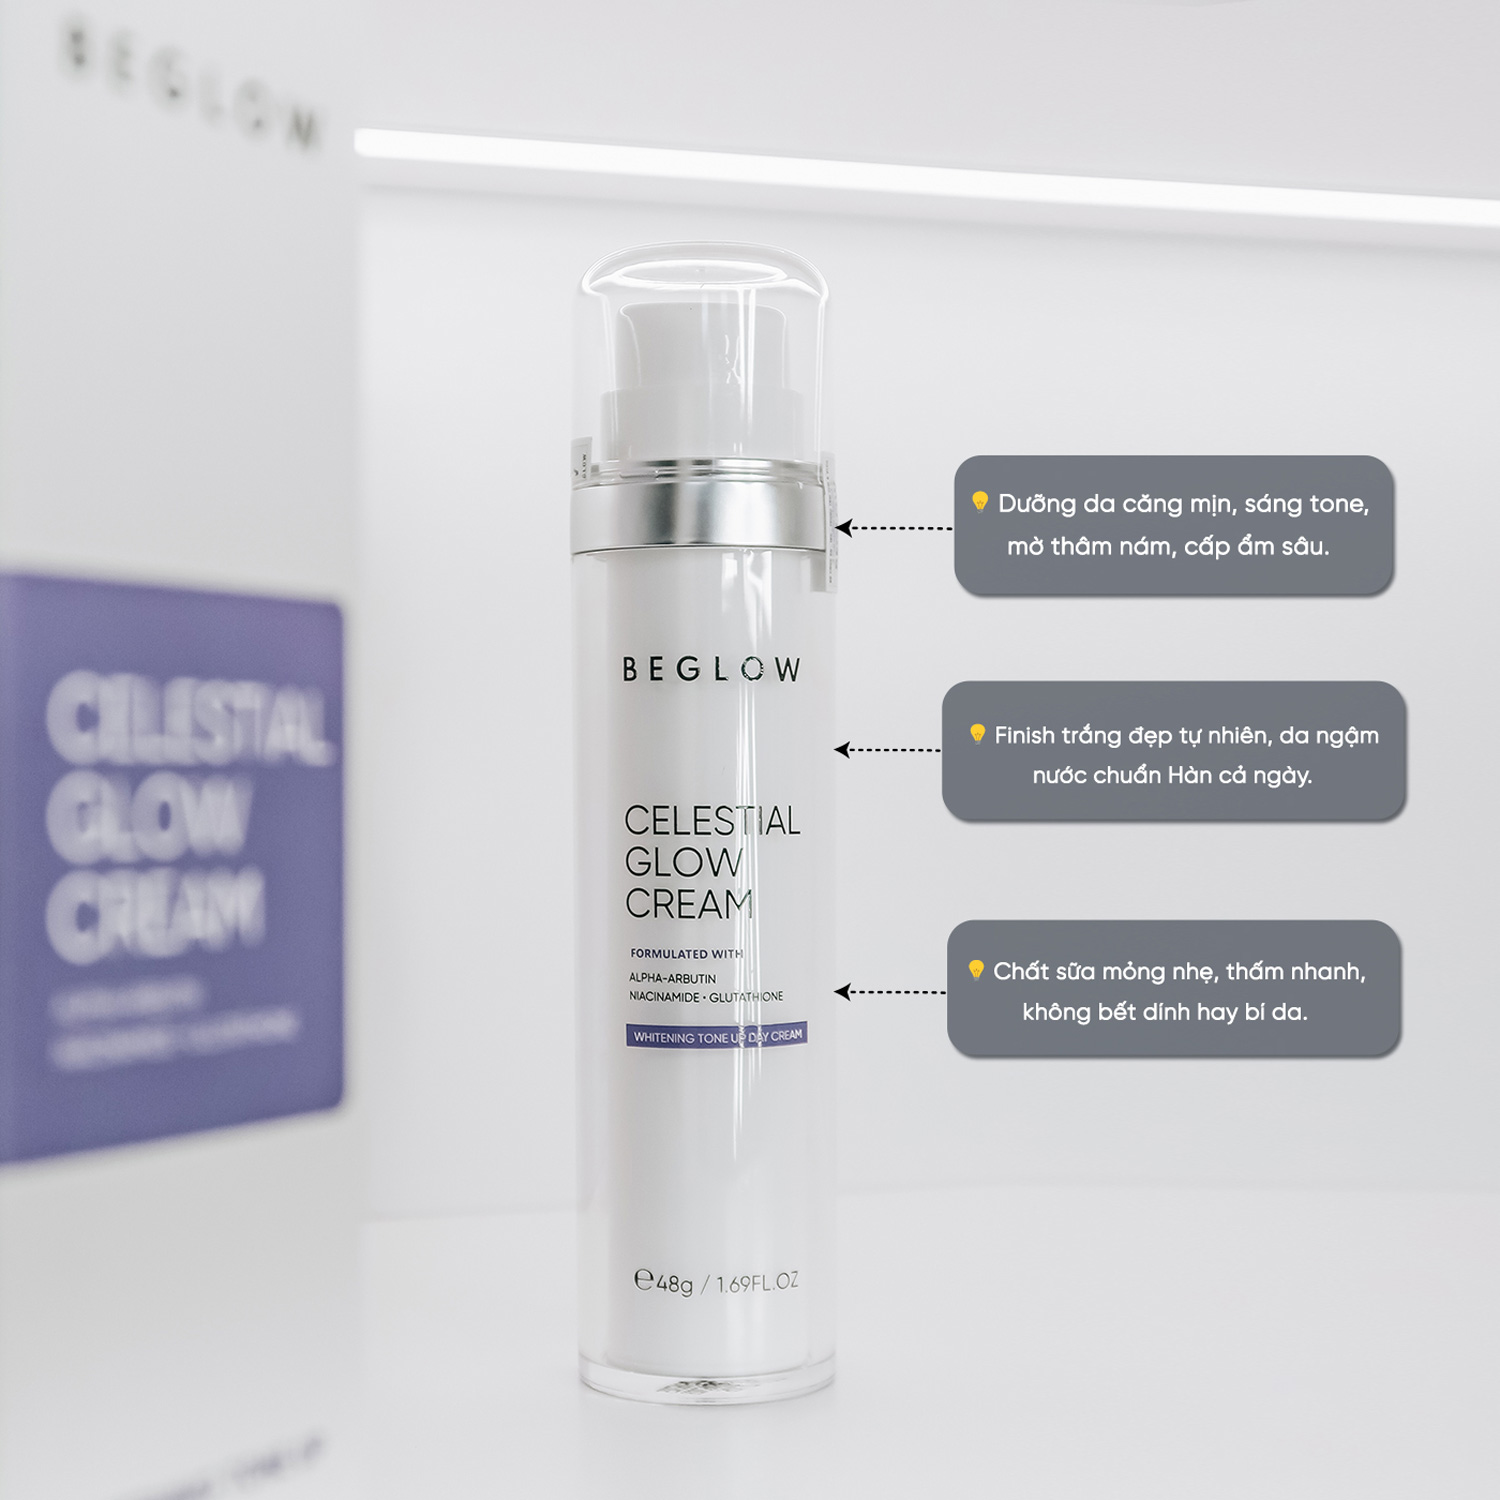 BEGLOW
CELESTIAL
GLOW
CREAM
BEGLOW
CELESTIAL
GLOW
CREAM
FORMULATED WITH
ALPHA-ARBUTIN
NIACINAMIDE • GLUTATHIONE
WHITENING TONE UP DAY CREAM
℮48g / 1.69FL.OZ
💡 Dưỡng da căng mịn, sáng tone,
mờ thâm nám, cấp ẩm sâu.
💡 Finish trắng đẹp tự nhiên, da ngậm
nước chuẩn Hàn cả ngày.
💡 Chất sữa mỏng nhẹ, thấm nhanh,
không bết dính hay bí da.